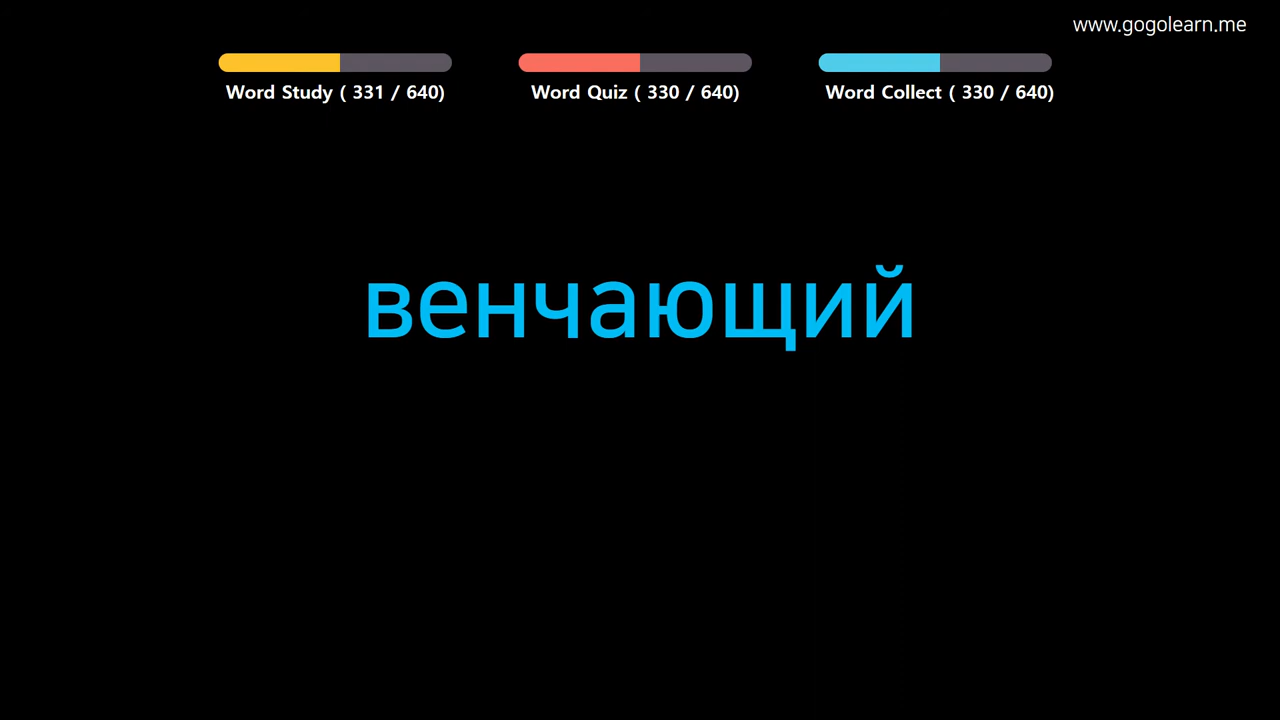 www.gogolearn.me
Word Study ( 331 / 640)
Word Quiz ( 330 / 640)
Word Collect ( 330 / 640)
венчающий